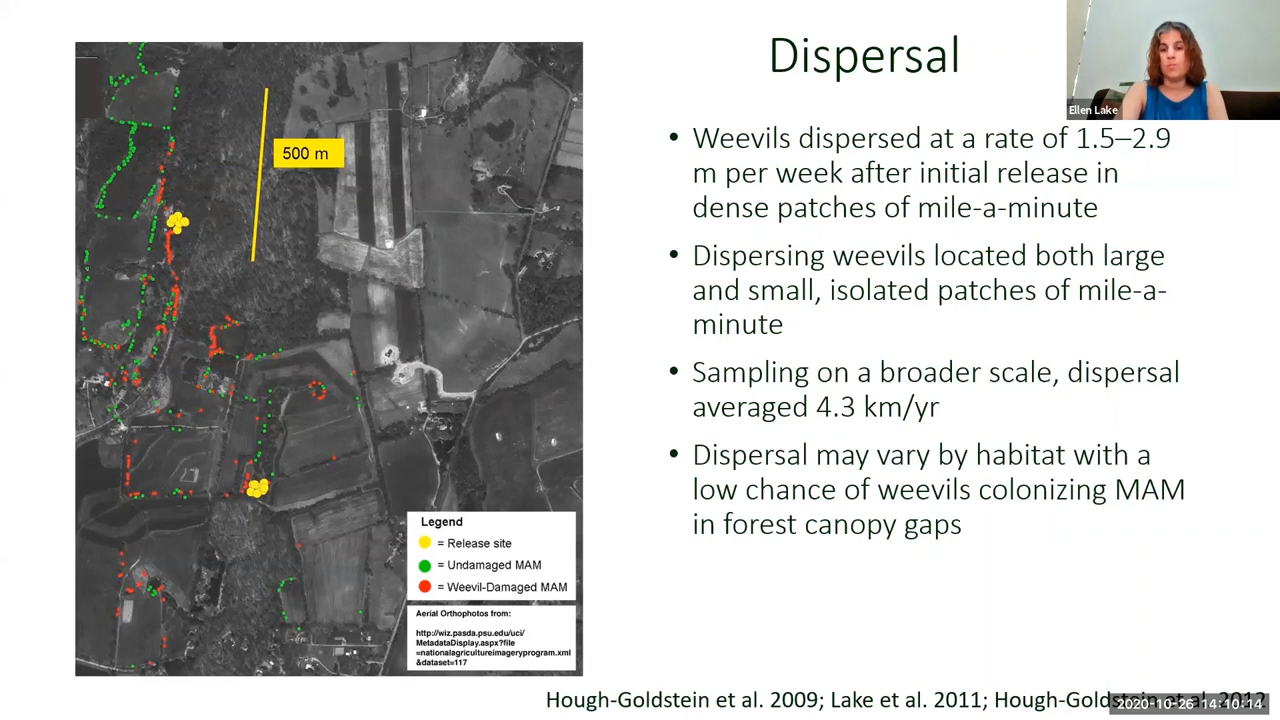 Dispersal
Ellen Lake
500 m
• Weevils dispersed at a rate of 1.5–2.9
m per week after initial release in
dense patches of mile-a-minute
• Dispersing weevils located both large
and small, isolated patches of mile-a-
minute
• Sampling on a broader scale, dispersal
averaged 4.3 km/yr
• Dispersal may vary by habitat with a
low chance of weevils colonizing MAM
in forest canopy gaps
Legend
= Release site
= Undamaged MAM
= Weevil-Damaged MAM
Aerial Orthophotos from:
http://wiz.pasda.psu.edu/uci/
MetadataDisplay.aspx?file
=nationalagricultureimageryprogram.xml
&dataset=117
Hough-Goldstein et al. 2009; Lake et al. 2011; Hough-Goldstein et al. 2012
2020-10-26 14:10:14